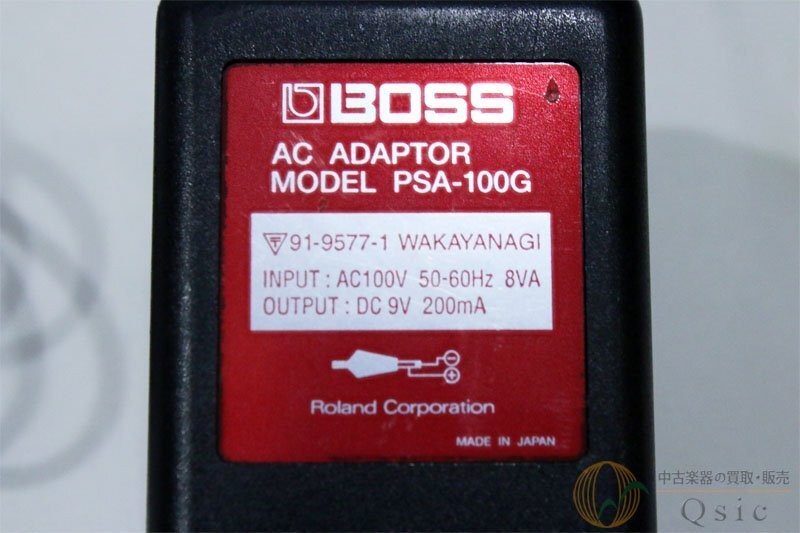 BOSS
AC ADAPTOR
MODEL PSA-100G
91-9577-1 WAKAYANAGI
INPUT : AC100V 50-60Hz 8VA
OUTPUT : DC 9V 200mA
Roland Corporation
MADE IN JAPAN
中古楽器の買取・販売
Qsic